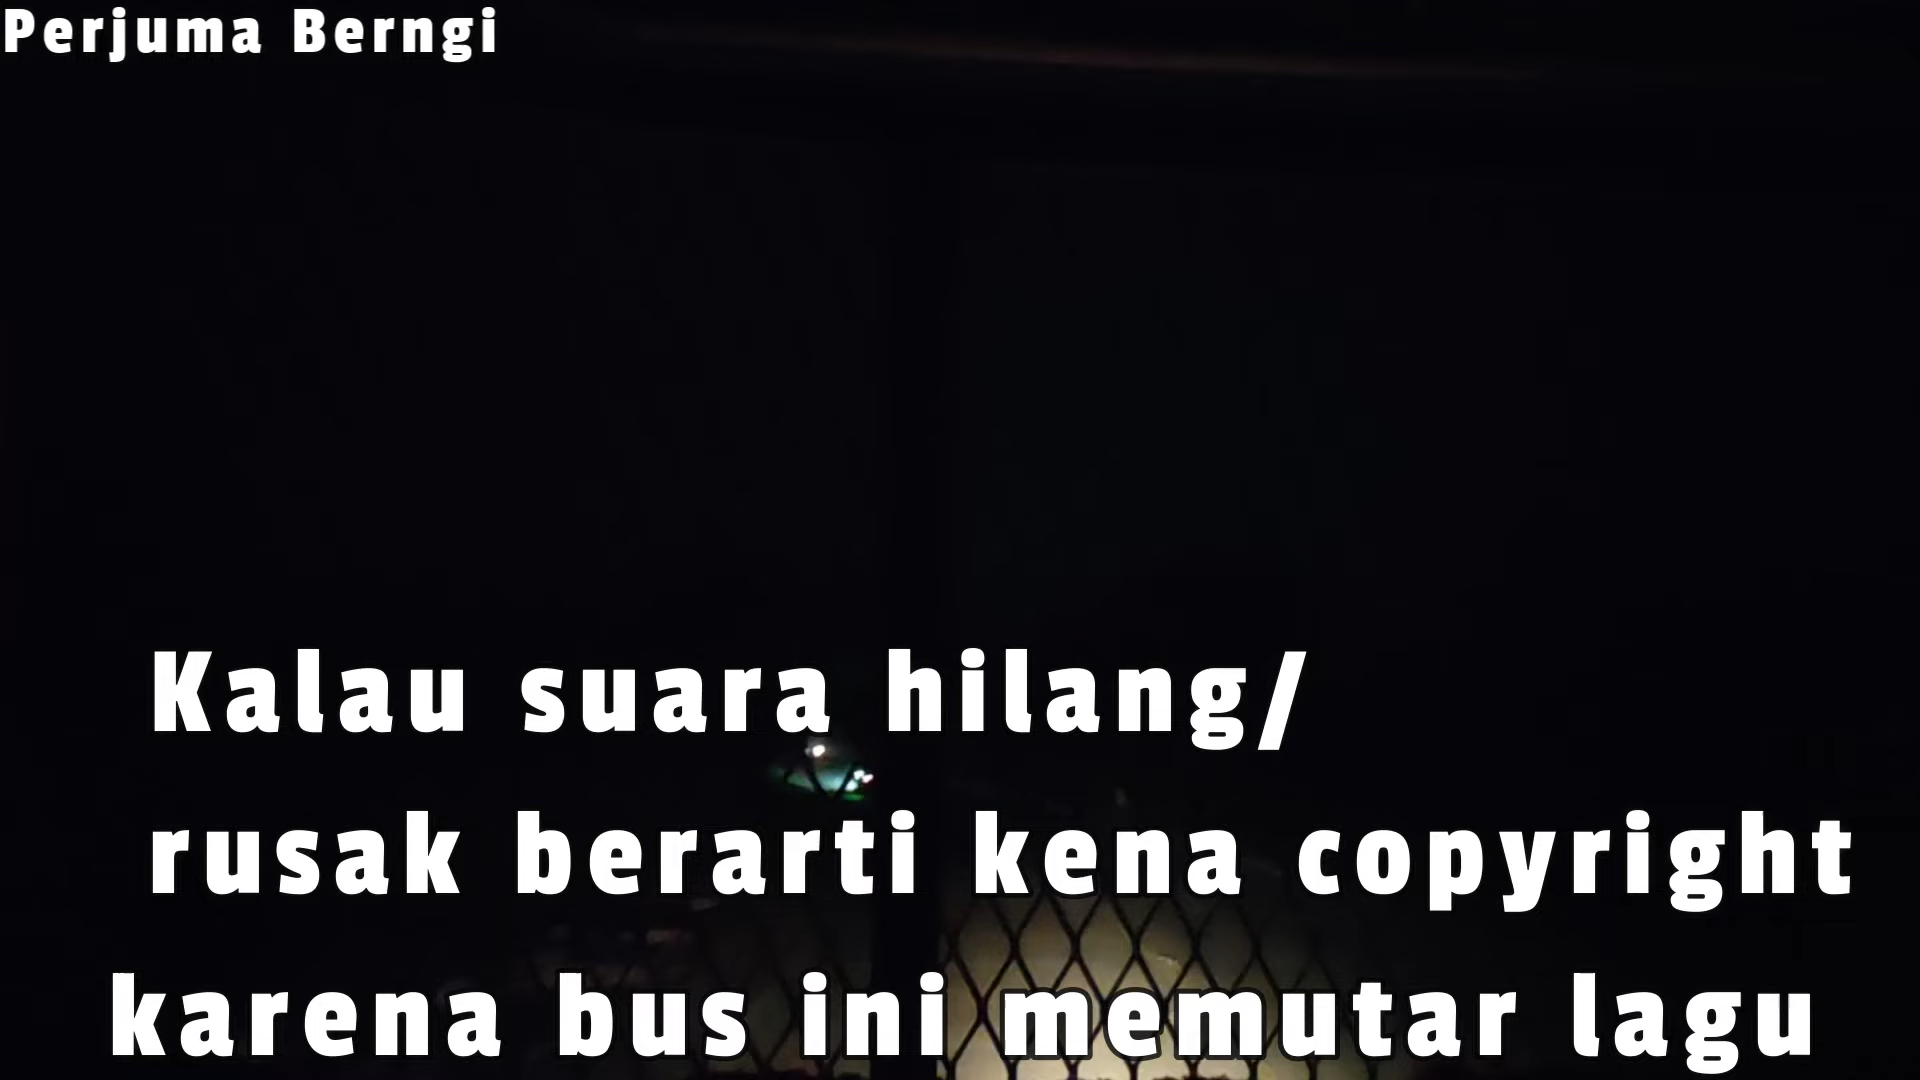 Perjuma Berngi
Kalau suara hilang/
rusak berarti kena copyright
karena bus ini memutar lagu